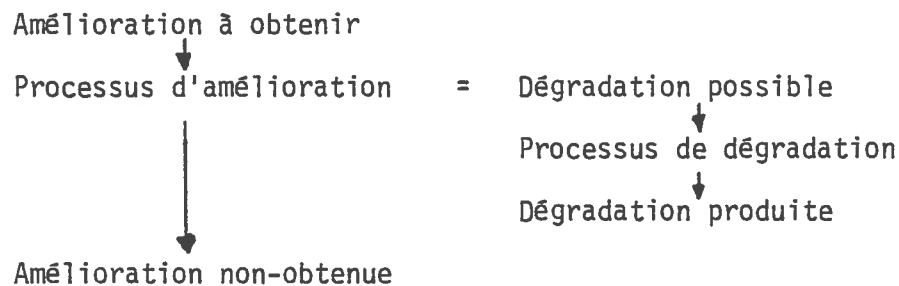 Amélioration à obtenir
Processus d'amélioration = Dégradation possible
Processus de dégradation
Dégradation produite
Amélioration non-obtenue